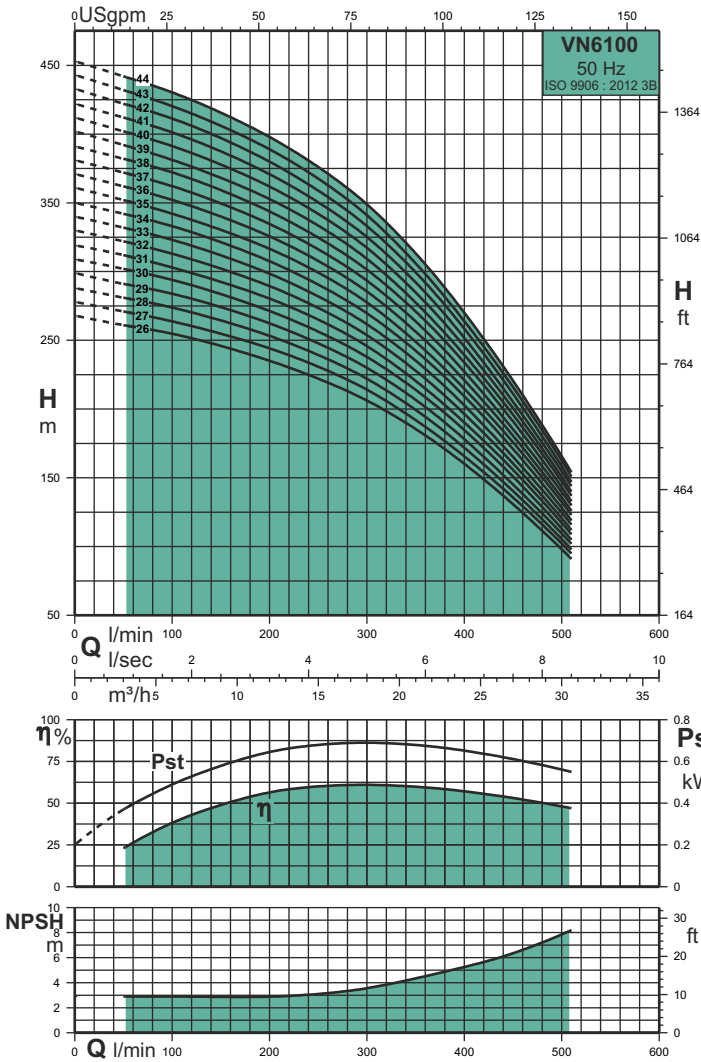 0 USgpm 25 50 75 100 125 150
VN6100
50 Hz
ISO 9906 : 2012 3B
450
350
250
150
50
H
m
44
43
42
41
40
39
38
37
36
35
34
33
32
31
30
29
28
27
26
1364
1064
764
464
164
H
ft
0 100 200 300 400 500 600
Q l/min
0 l/sec 2 4 6 8 10
0 m³/h 5 10 15 20 25 30 35
η%
100
75
50
25
0
Pst
η
0.8
0.6
0.4
0.2
0
Ps
kW
NPSH
m
10
8
6
4
2
0
30
20
10
0
ft
Q l/min
0 100 200 300 400 500 600